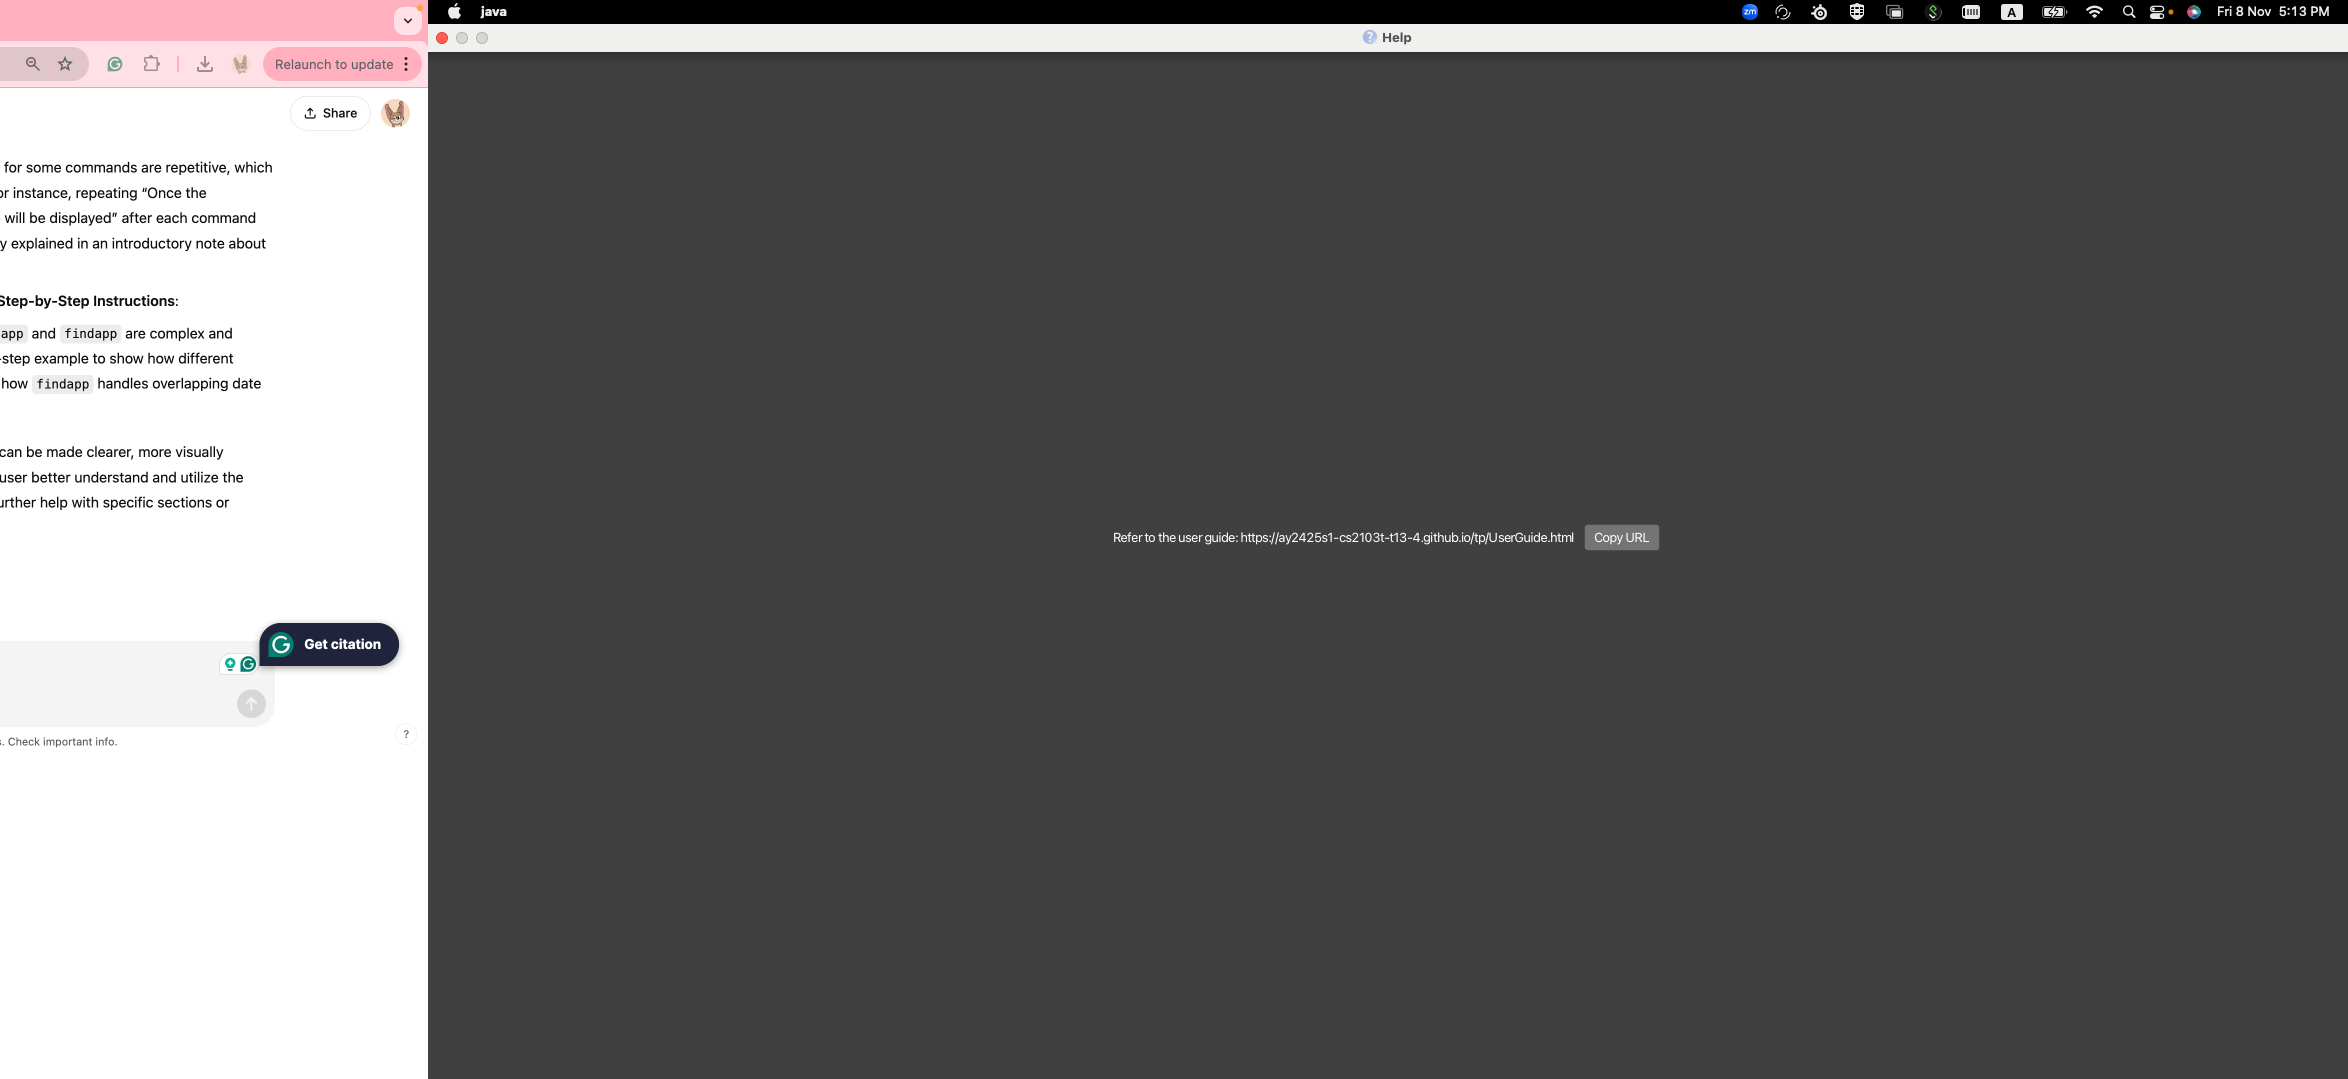 java
zm
A
Fri 8 Nov 5:13 PM
Help
Relaunch to update
Share
for some commands are repetitive, which
or instance, repeating “Once the
will be displayed” after each command
y explained in an introductory note about
Step-by-Step Instructions:
app and findapp are complex and
-step example to show how different
how findapp handles overlapping date
can be made clearer, more visually
user better understand and utilize the
urther help with specific sections or
Refer to the user guide: https://ay2425s1-cs2103t-t13-4.github.io/tp/UserGuide.html Copy URL
Get citation
s. Check important info.
?